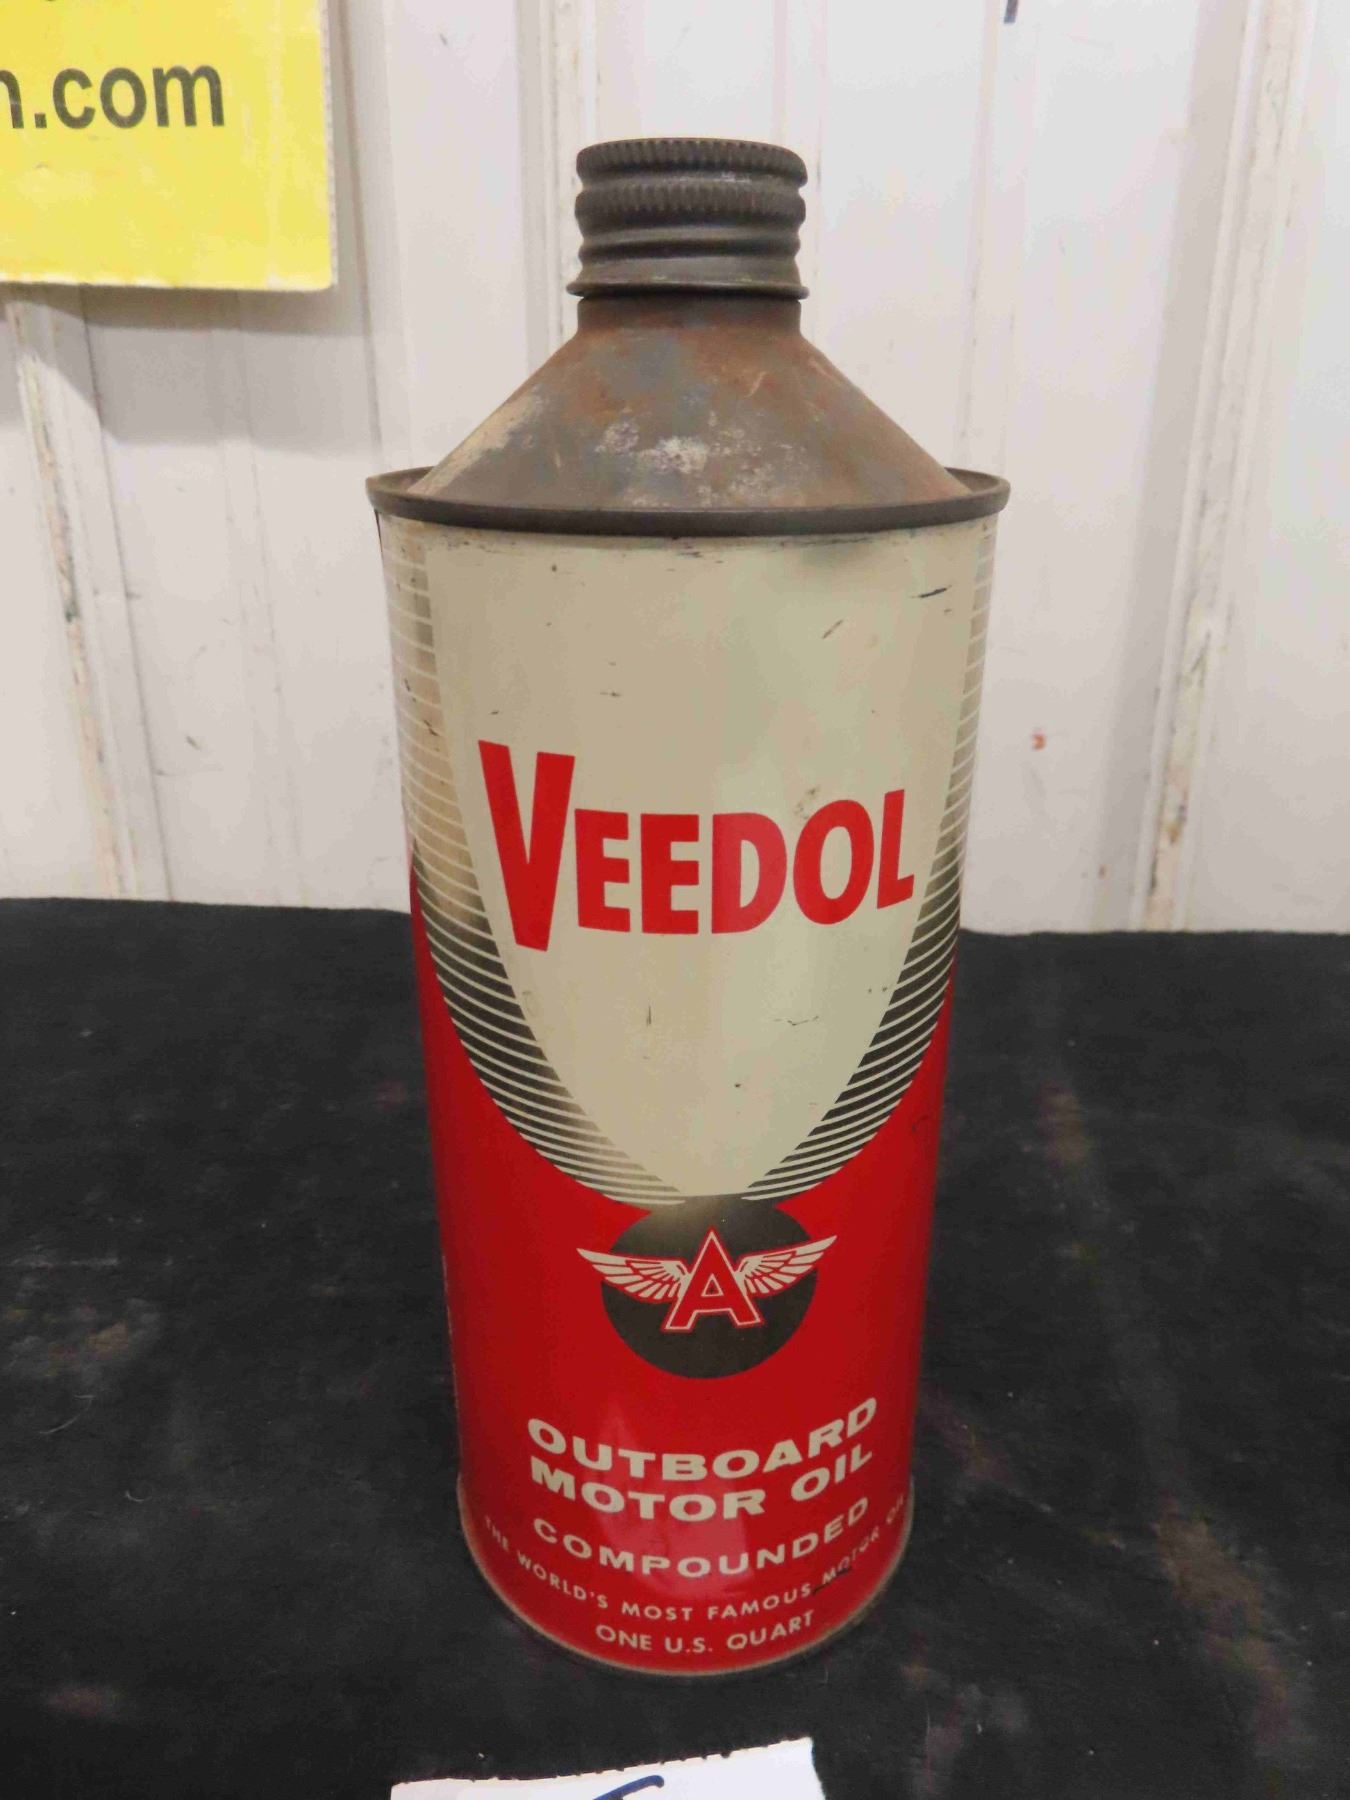 n.com
VEEDOL
A
OUTBOARD
MOTOR OIL
COMPOUNDED
THE WORLD'S MOST FAMOUS MOTOR OIL
ONE U.S. QUART